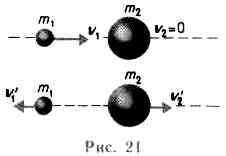 m₁ m₂
v₁ v₂=0
m₁ m₂
v₁′ v₂′
Рис. 21